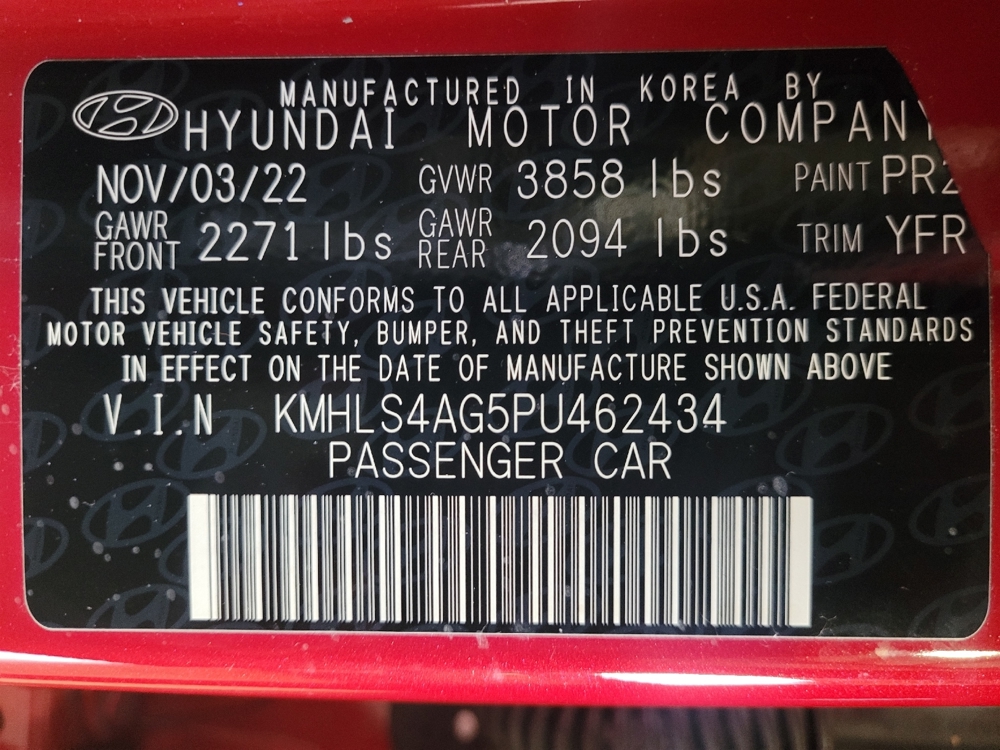 MANUFACTURED IN KOREA BY
HYUNDAI MOTOR COMPANY
NOV/03/22 GVWR 3858 lbs PAINT PR2
GAWR FRONT 2271 lbs GAWR REAR 2094 lbs TRIM YFR
THIS VEHICLE CONFORMS TO ALL APPLICABLE U.S.A. FEDERAL
MOTOR VEHICLE SAFETY, BUMPER, AND THEFT PREVENTION STANDARDS
IN EFFECT ON THE DATE OF MANUFACTURE SHOWN ABOVE
V.I.N KMHLS4AG5PU462434
PASSENGER CAR